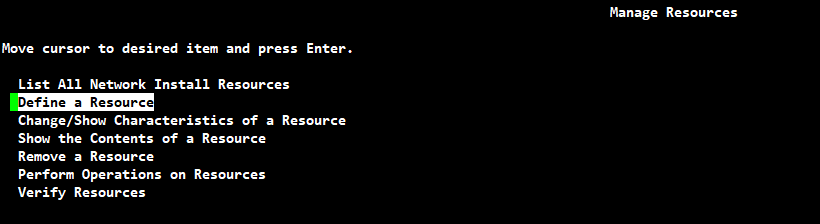 Manage Resources
Move cursor to desired item and press Enter.
List All Network Install Resources
Define a Resource
Change/Show Characteristics of a Resource
Show the Contents of a Resource
Remove a Resource
Perform Operations on Resources
Verify Resources